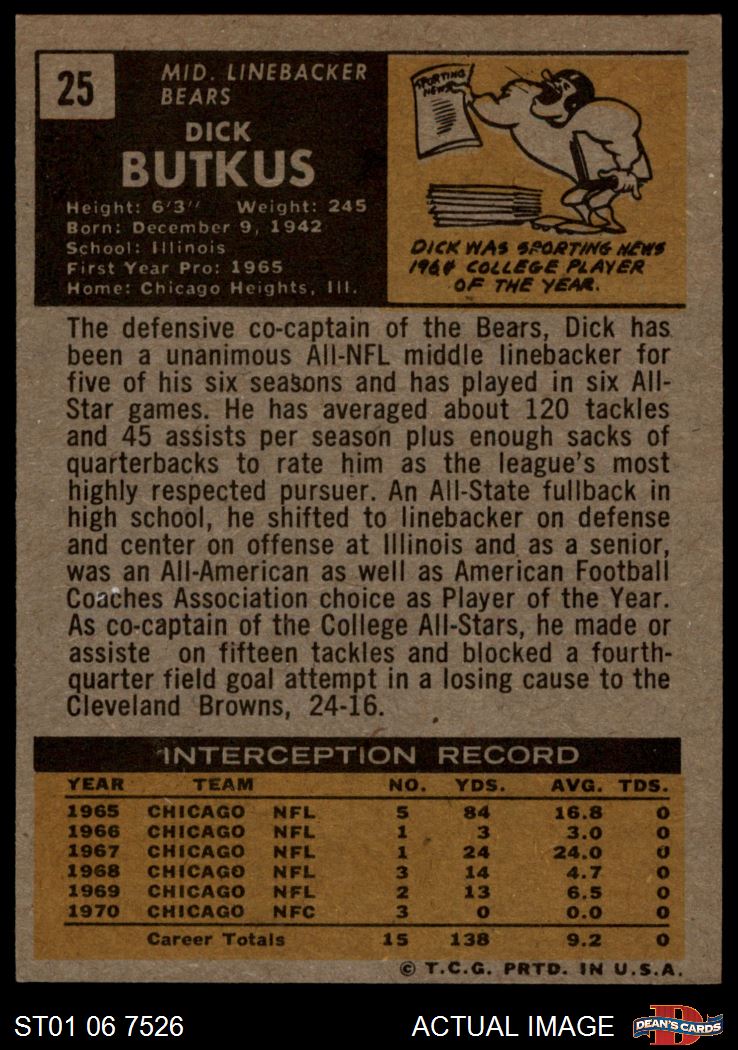 25
MID. LINEBACKER
BEARS
DICK
BUTKUS
Height: 6'3" Weight: 245
Born: December 9, 1942
School: Illinois
First Year Pro: 1965
Home: Chicago Heights, Ill.
SPORTING
NEWS
DICK WAS SPORTING NEWS
1964 COLLEGE PLAYER
OF THE YEAR.
The defensive co-captain of the Bears, Dick has
been a unanimous All-NFL middle linebacker for
five of his six seasons and has played in six All-
Star games. He has averaged about 120 tackles
and 45 assists per season plus enough sacks of
quarterbacks to rate him as the league's most
highly respected pursuer. An All-State fullback in
high school, he shifted to linebacker on defense
and center on offense at Illinois and as a senior,
was an All-American as well as American Football
Coaches Association choice as Player of the Year.
As co-captain of the College All-Stars, he made or
assiste on fifteen tackles and blocked a fourth-
quarter field goal attempt in a losing cause to the
Cleveland Browns, 24-16.
INTERCEPTION RECORD
YEAR TEAM NO. YDS. AVG. TDS.
1965 CHICAGO NFL 5 84 16.8 0
1966 CHICAGO NFL 1 3 3.0 0
1967 CHICAGO NFL 1 24 24.0 0
1968 CHICAGO NFL 3 14 4.7 0
1969 CHICAGO NFL 2 13 6.5 0
1970 CHICAGO NFC 3 0 0.0 0
Career Totals 15 138 9.2 0
© T.C.G. PRTD. IN U.S.A.
ST01 06 7526 ACTUAL IMAGE D DEAN'S CARDS